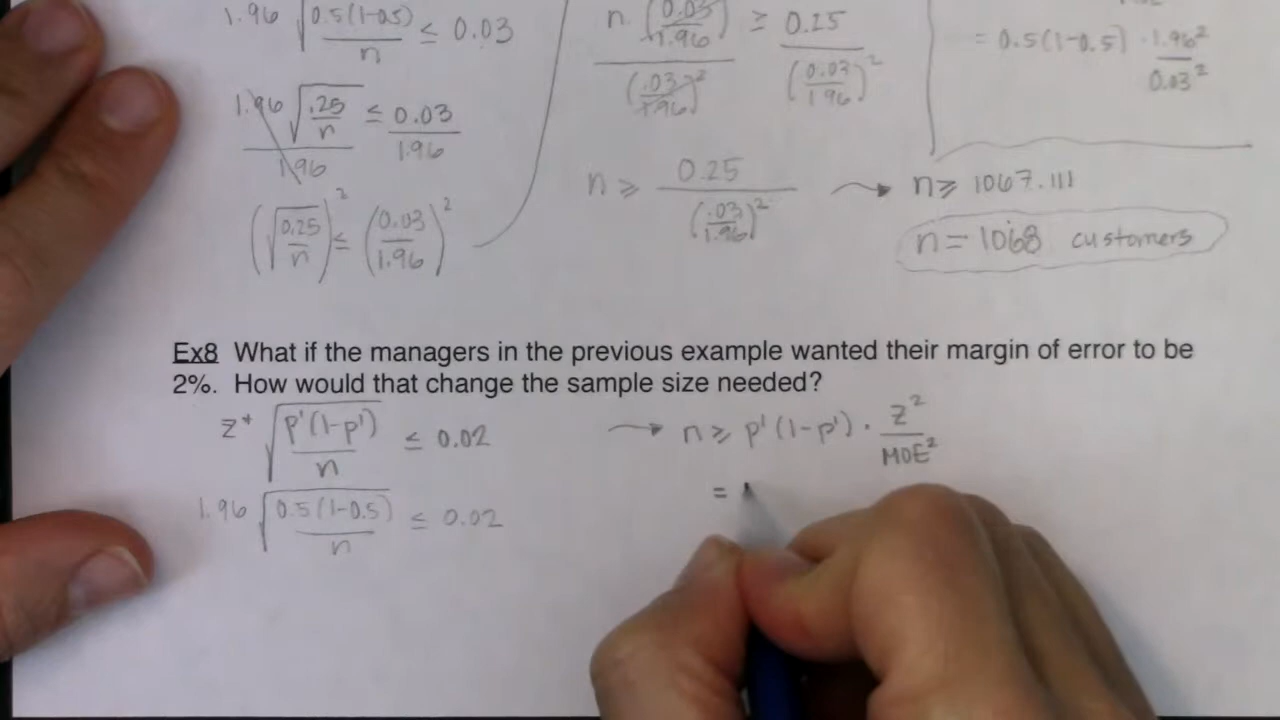 1.96 √(0.5(1-0.5)/n) ≤ 0.03
1.96 √(.25/n) / 1.96 ≤ 0.03/1.96
(√(0.25/n))² ≤ (0.03/1.96)²
n · (0.03/1.96) / (.03/1.96)² ≥ 0.25 / (0.03/1.96)²
n ≥ 0.25 / (.03/1.96)²
= 0.5(1-0.5) · 1.96²/0.03²
→ n ≥ 1067.111
n = 1068 customers
Ex8 What if the managers in the previous example wanted their margin of error to be
2%. How would that change the sample size needed?
z* √(p'(1-p')/n) ≤ 0.02
1.96 √(0.5(1-0.5)/n) ≤ 0.02
→ n ≥ p'(1-p') · z²/MOE²
=